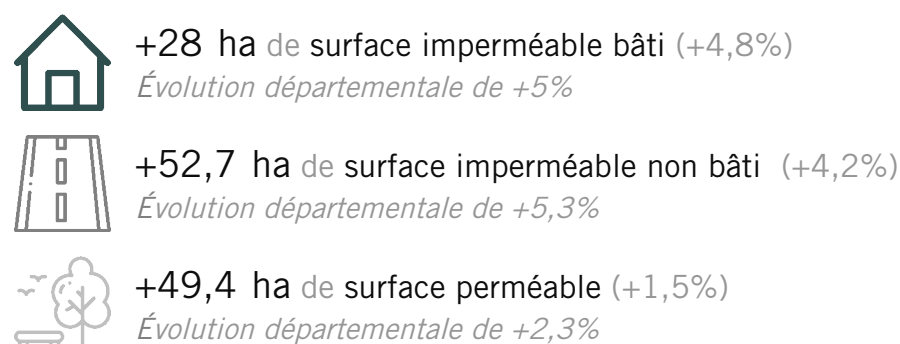 +28 ha de surface imperméable bâti (+4,8%)
Évolution départementale de +5%
+52,7 ha de surface imperméable non bâti (+4,2%)
Évolution départementale de +5,3%
+49,4 ha de surface perméable (+1,5%)
Évolution départementale de +2,3%